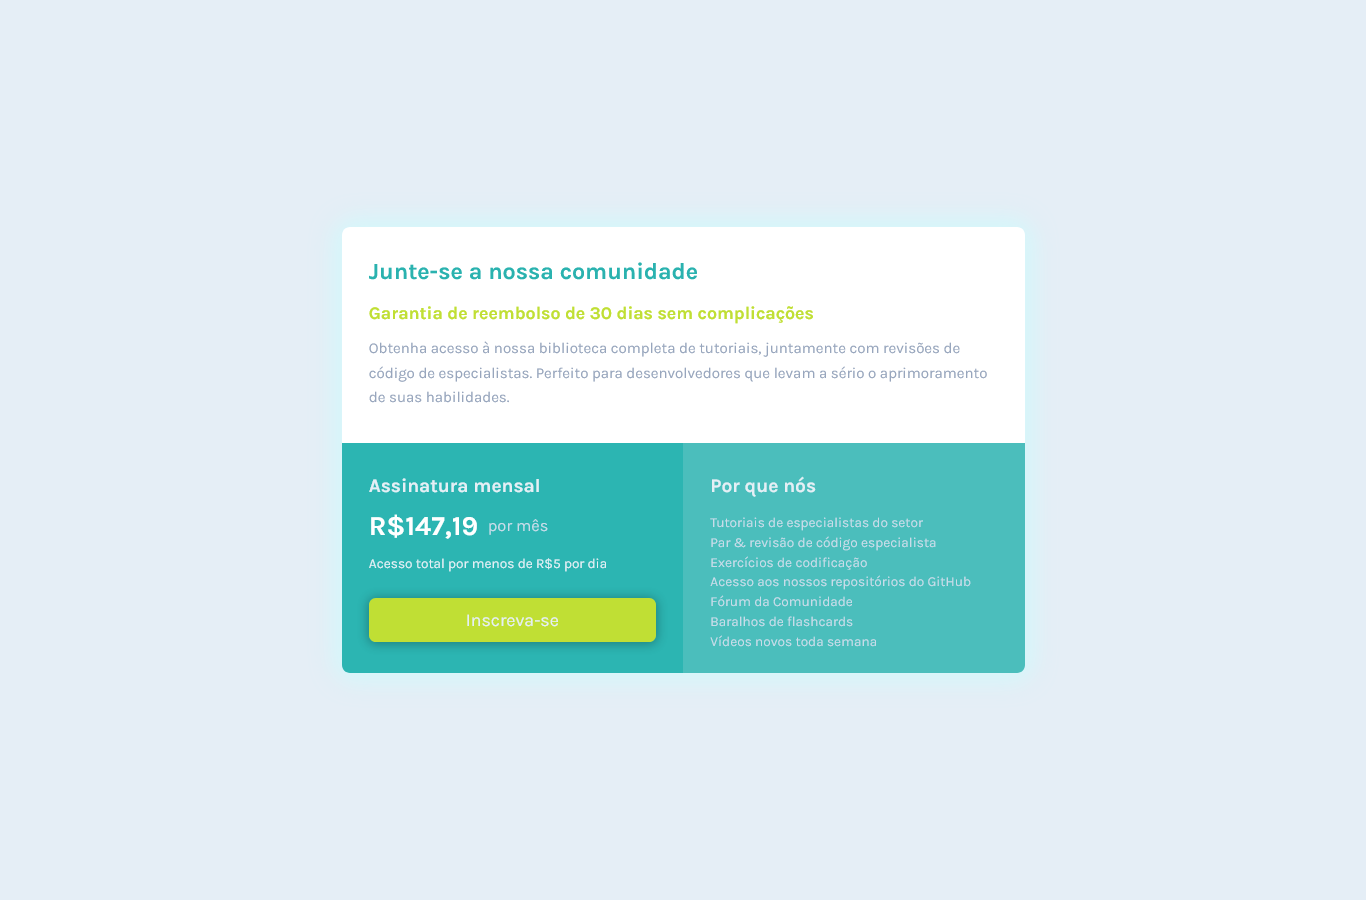 Junte-se a nossa comunidade
Garantia de reembolso de 30 dias sem complicações
Obtenha acesso à nossa biblioteca completa de tutoriais, juntamente com revisões de
código de especialistas. Perfeito para desenvolvedores que levam a sério o aprimoramento
de suas habilidades.
Assinatura mensal
R$147,19 por mês
Acesso total por menos de R$5 por dia
Inscreva-se
Por que nós
Tutoriais de especialistas do setor
Par & revisão de código especialista
Exercícios de codificação
Acesso aos nossos repositórios do GitHub
Fórum da Comunidade
Baralhos de flashcards
Vídeos novos toda semana